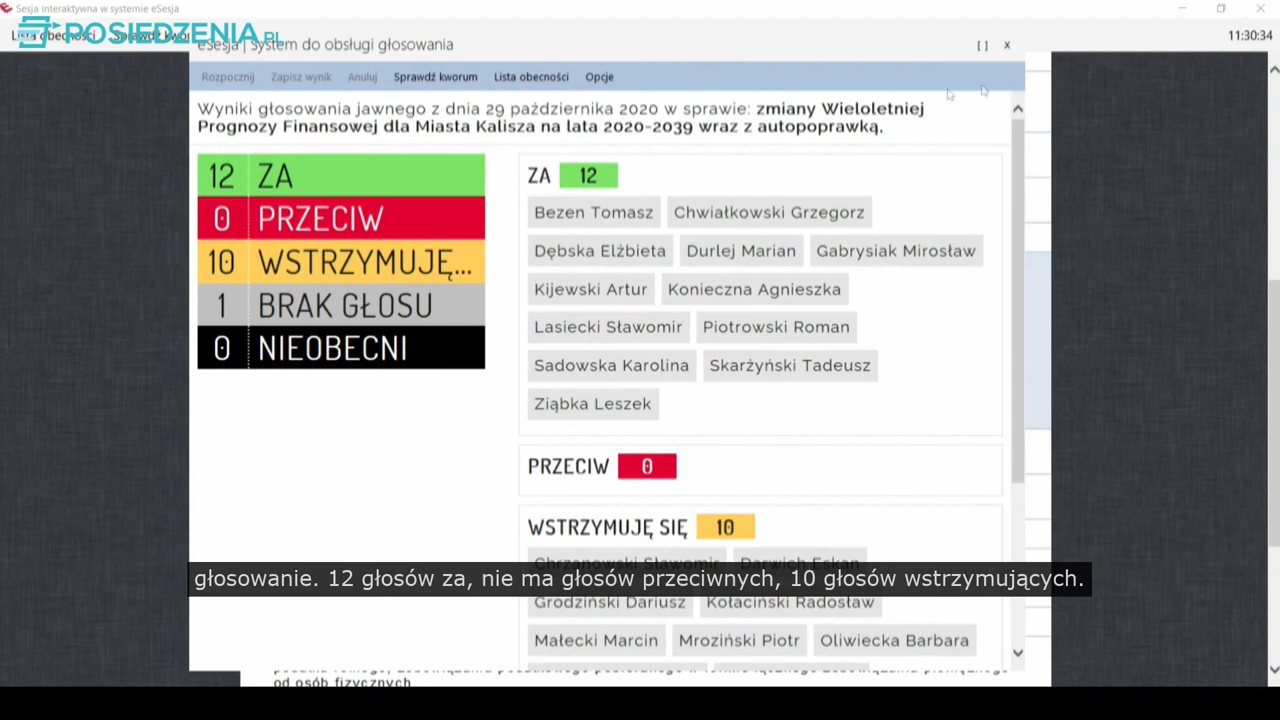 Sesja interaktywna w systemie eSesja
POSIEDZENIA.PL
11:30:34
eSesja | System do obsługi głosowania
[ ] x
Rozpocznij Zapisz wynik Anuluj Sprawdź kworum Lista obecności Opcje
Wyniki głosowania jawnego z dnia 29 października 2020 w sprawie: zmiany Wieloletniej
Prognozy Finansowej dla Miasta Kalisza na lata 2020-2039 wraz z autopoprawką.
12 ZA
0 PRZECIW
10 WSTRZYMUJĘ...
1 BRAK GŁOSU
0 NIEOBECNI
ZA 12
Bezen Tomasz Chwiałkowski Grzegorz
Dębska Elżbieta Durlej Marian Gabrysiak Mirosław
Kijewski Artur Konieczna Agnieszka
Lasiecki Sławomir Piotrowski Roman
Sadowska Karolina Skarżyński Tadeusz
Ziąbka Leszek
PRZECIW 0
WSTRZYMUJĘ SIĘ 10
Chrzanowski Sławomir Darwich Eskan
głosowanie. 12 głosów za, nie ma głosów przeciwnych, 10 głosów wstrzymujących.
Grodziński Dariusz Kołaciński Radosław
Małecki Marcin Mroziński Piotr Oliwiecka Barbara
od osób fizycznych